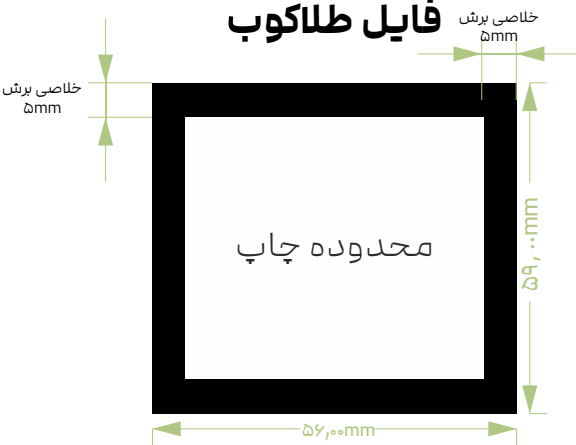 فایل طلاکوب
خلاصی برش
۵mm
خلاصی برش
۵mm
محدوده چاپ
۵۹,۰۰mm
۵۶,۰۰mm